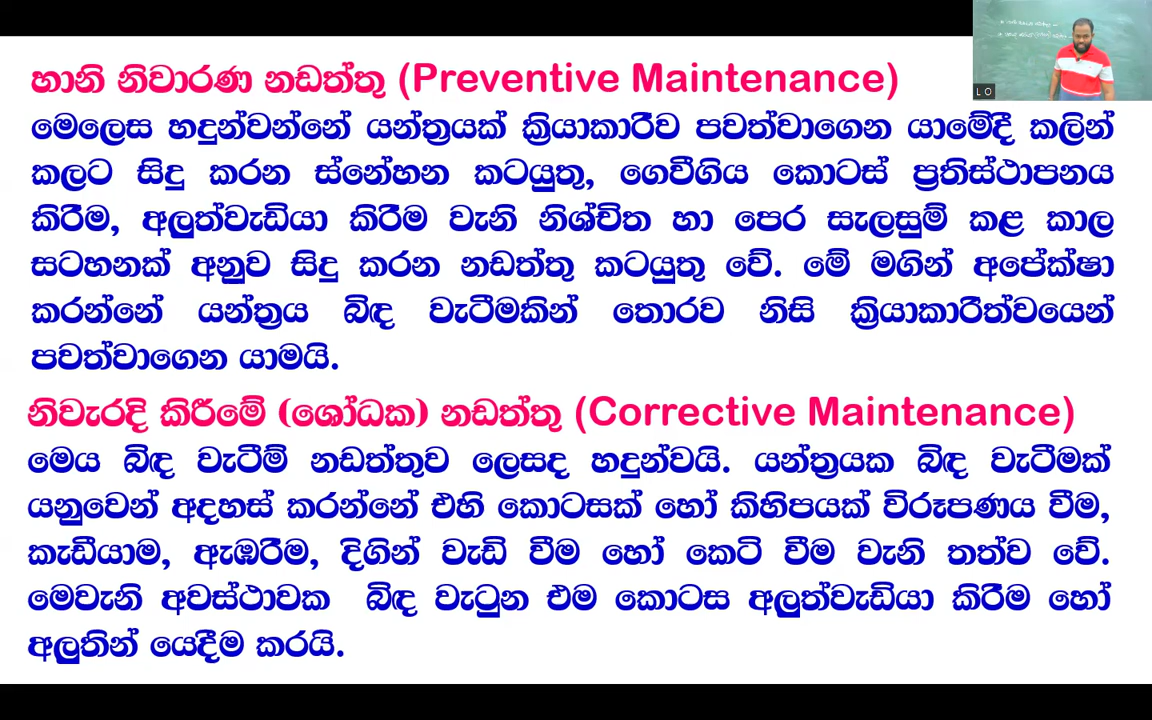 හානි නිවාරණ නඩත්තු (Preventive Maintenance)
මෙලෙස හඳුන්වන්නේ යන්ත්‍රයක් ක්‍රියාකාරීව පවත්වාගෙන යාමේදී කලින්
කලට සිදු කරන ස්නේහන කටයුතු, ගෙවීගිය කොටස් ප්‍රතිස්ථාපනය
කිරීම, අලුත්වැඩියා කිරීම වැනි නිශ්චිත හා පෙර සැලසුම් කළ කාල
සටහනක් අනුව සිදු කරන නඩත්තු කටයුතු වේ. මේ මගින් අපේක්ෂා
කරන්නේ යන්ත්‍රය බිඳ වැටීමකින් තොරව නිසි ක්‍රියාකාරීත්වයෙන්
පවත්වාගෙන යාමයි.
නිවැරදි කිරීමේ (ශෝධක) නඩත්තු (Corrective Maintenance)
මෙය බිඳ වැටීම් නඩත්තුව ලෙසද හඳුන්වයි. යන්ත්‍රයක බිඳ වැටීමක්
යනුවෙන් අදහස් කරන්නේ එහි කොටසක් හෝ කිහිපයක් විරූපණය වීම,
කැඩීයාම, ඇඹරීම, දිගින් වැඩි වීම හෝ කෙටි වීම වැනි තත්ව වේ.
මෙවැනි අවස්ථාවක බිඳ වැටුන එම කොටස අලුත්වැඩියා කිරීම හෝ
අලුතින් යෙදීම කරයි.
L O